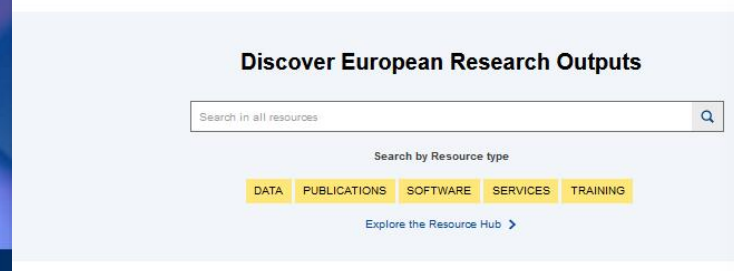 Discover European Research Outputs
Search in all resources
Search by Resource type
DATA PUBLICATIONS SOFTWARE SERVICES TRAINING
Explore the Resource Hub